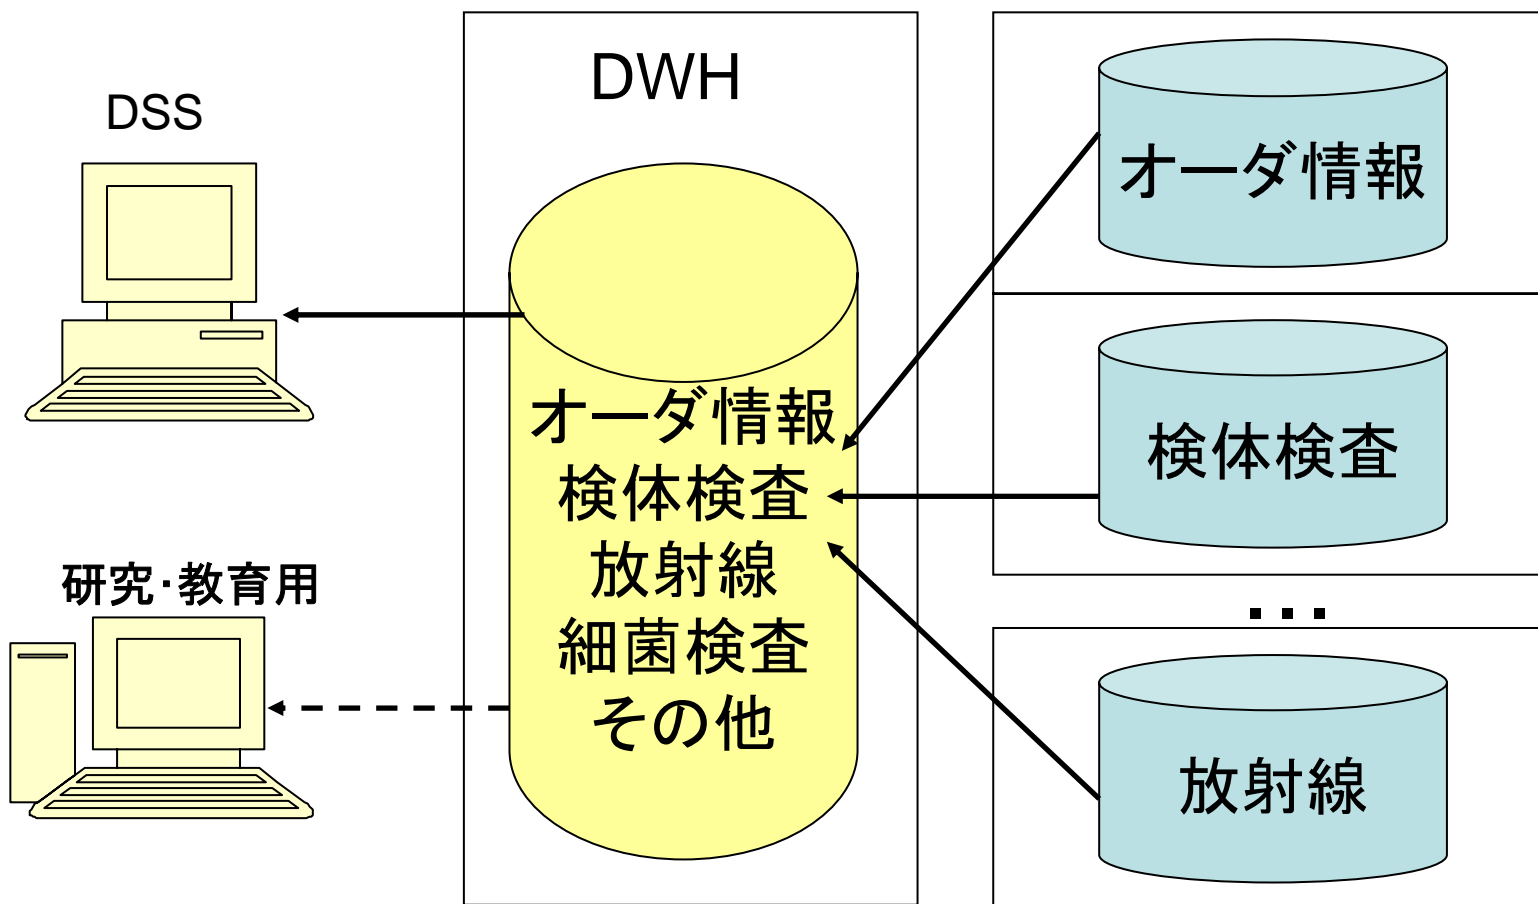 DSS
研究・教育用
DWH
オーダ情報
検体検査
放射線
細菌検査
その他
オーダ情報
検体検査
...
放射線